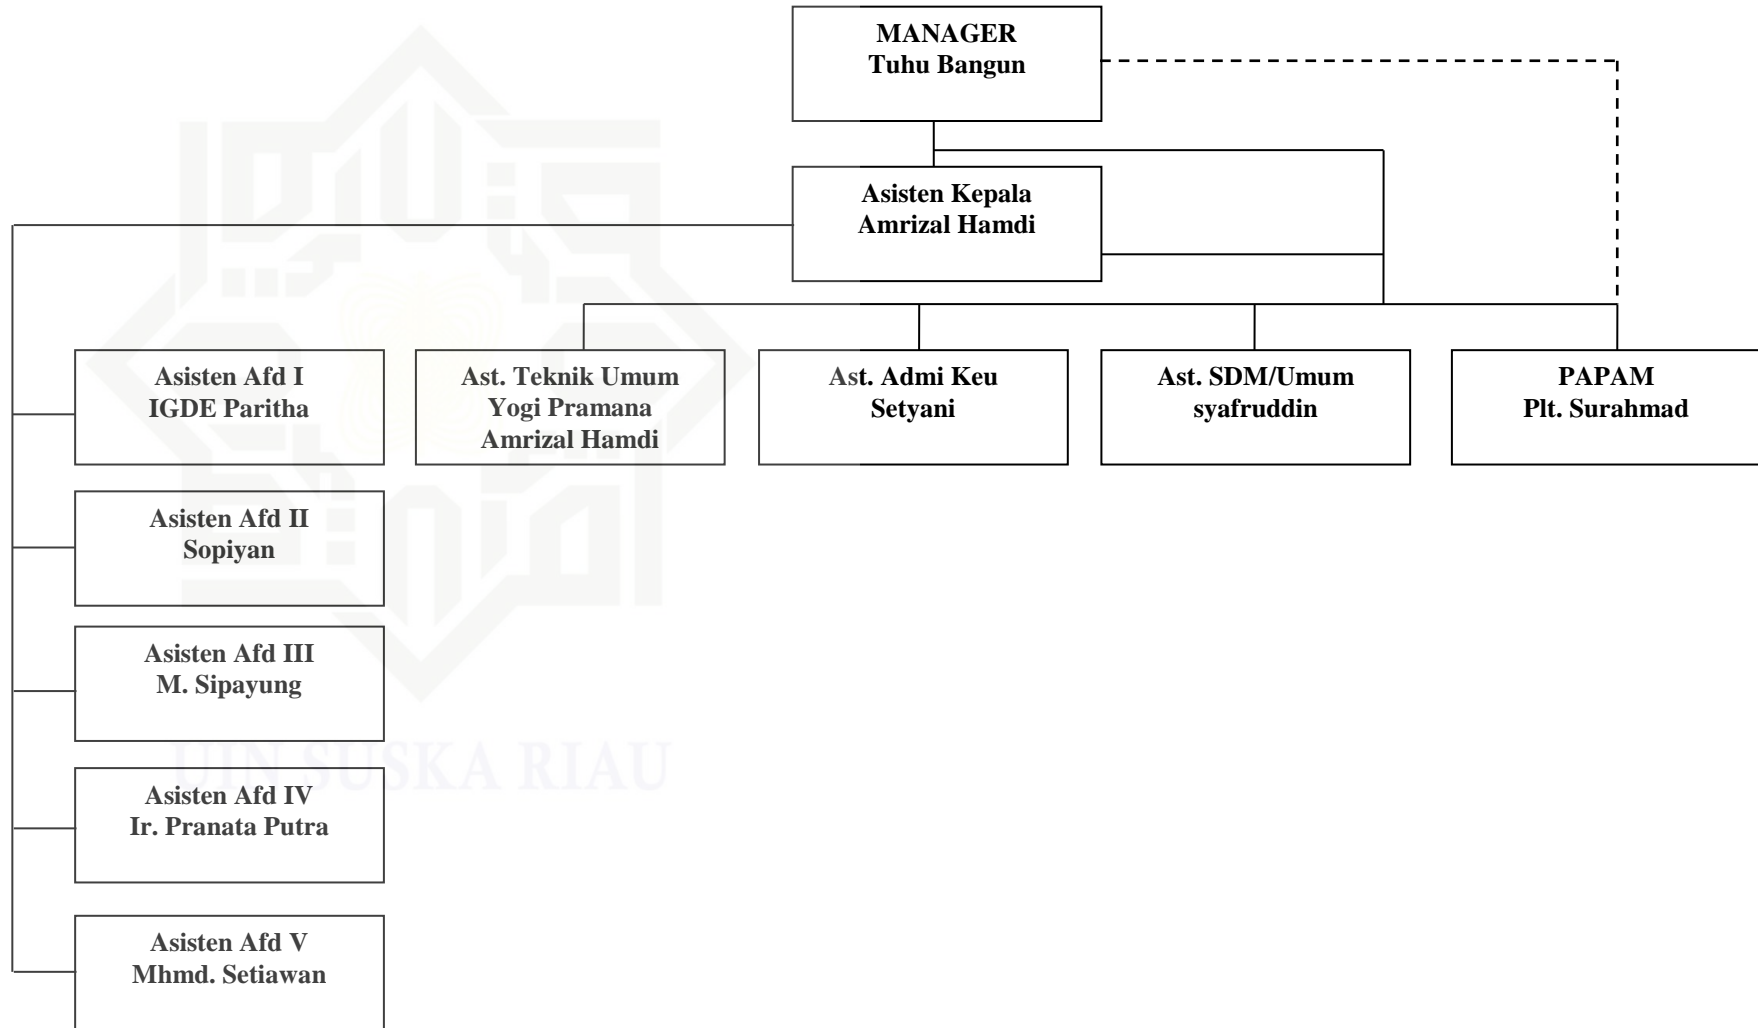 MANAGER
Tuhu Bangun
Asisten Kepala
Amrizal Hamdi
Asisten Afd I
IGDE Paritha
Ast. Teknik Umum
Yogi Pramana
Amrizal Hamdi
Ast. Admi Keu
Setyani
Ast. SDM/Umum
syafruddin
PAPAM
Plt. Surahmad
Asisten Afd II
Sopiyan
Asisten Afd III
M. Sipayung
UIN SUSKA RIAU
Asisten Afd IV
Ir. Pranata Putra
Asisten Afd V
Mhmd. Setiawan